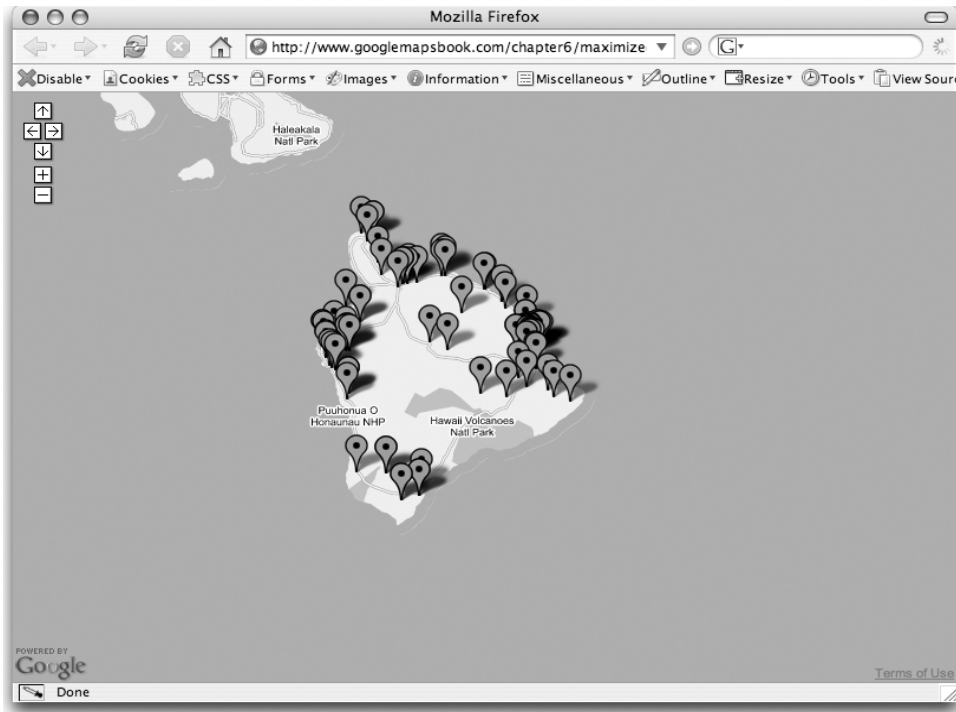 Mozilla Firefox
http://www.googlemapsbook.com/chapter6/maximize
G
Disable Cookies CSS Forms Images Information Miscellaneous Outline Resize Tools View Sour
Haleakala
Natl Park
Puuhonua O
Honaunau NHP
Hawaii Volcanoes
Natl Park
POWERED BY
Google
Terms of Use
Done